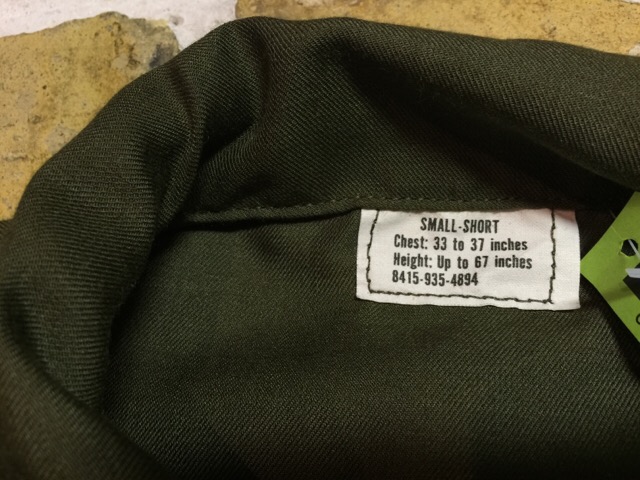 SMALL-SHORT
Chest: 33 to 37 inches
Height: Up to 67 inches
8415-935-4894